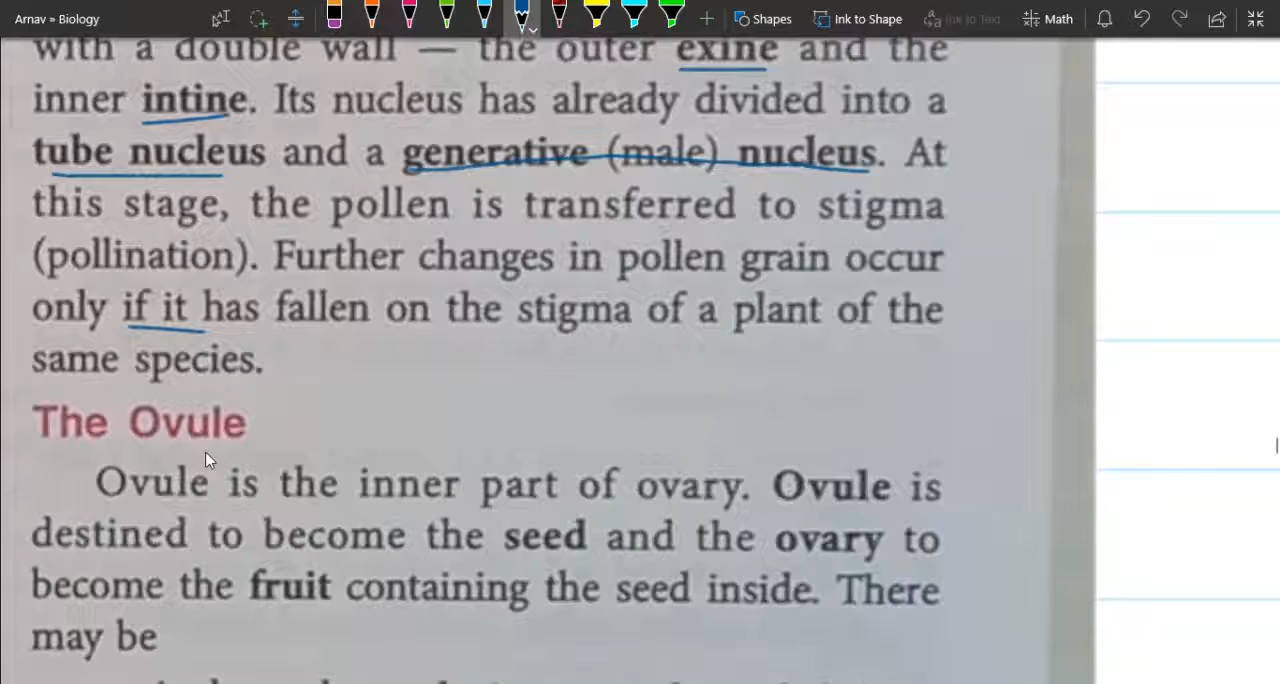 Arnav » Biology
Shapes
Ink to Shape
Ink to Text
Math
with a double wall — the outer exine and the
inner intine. Its nucleus has already divided into a
tube nucleus and a generative (male) nucleus. At
this stage, the pollen is transferred to stigma
(pollination). Further changes in pollen grain occur
only if it has fallen on the stigma of a plant of the
same species.
The Ovule
Ovule is the inner part of ovary. Ovule is
destined to become the seed and the ovary to
become the fruit containing the seed inside. There
may be